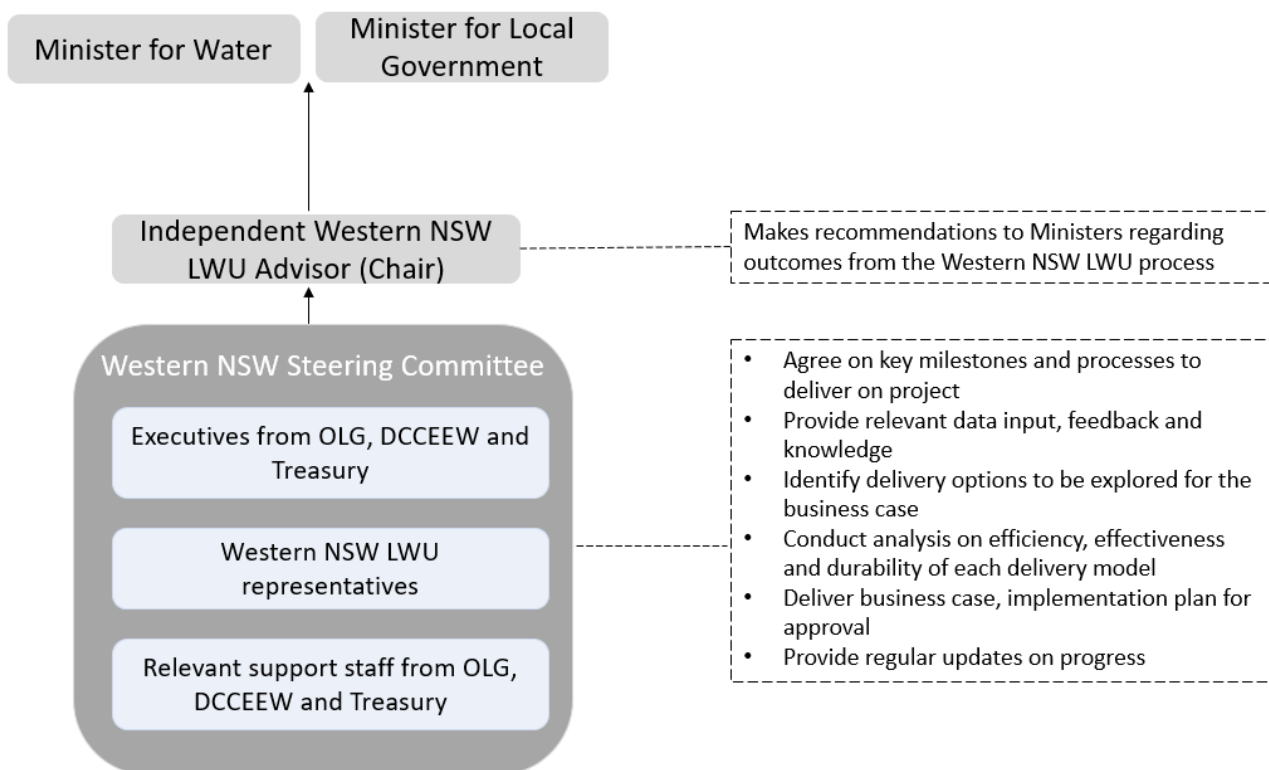 Minister for Water
Minister for Local
Government
Independent Western NSW
LWU Advisor (Chair)
Makes recommendations to Ministers regarding
outcomes from the Western NSW LWU process
Western NSW Steering Committee
Executives from OLG, DCCEEW and
Treasury
Western NSW LWU
representatives
Relevant support staff from OLG,
DCCEEW and Treasury
• Agree on key milestones and processes to
deliver on project
• Provide relevant data input, feedback and
knowledge
• Identify delivery options to be explored for the
business case
• Conduct analysis on efficiency, effectiveness
and durability of each delivery model
• Deliver business case, implementation plan for
approval
• Provide regular updates on progress